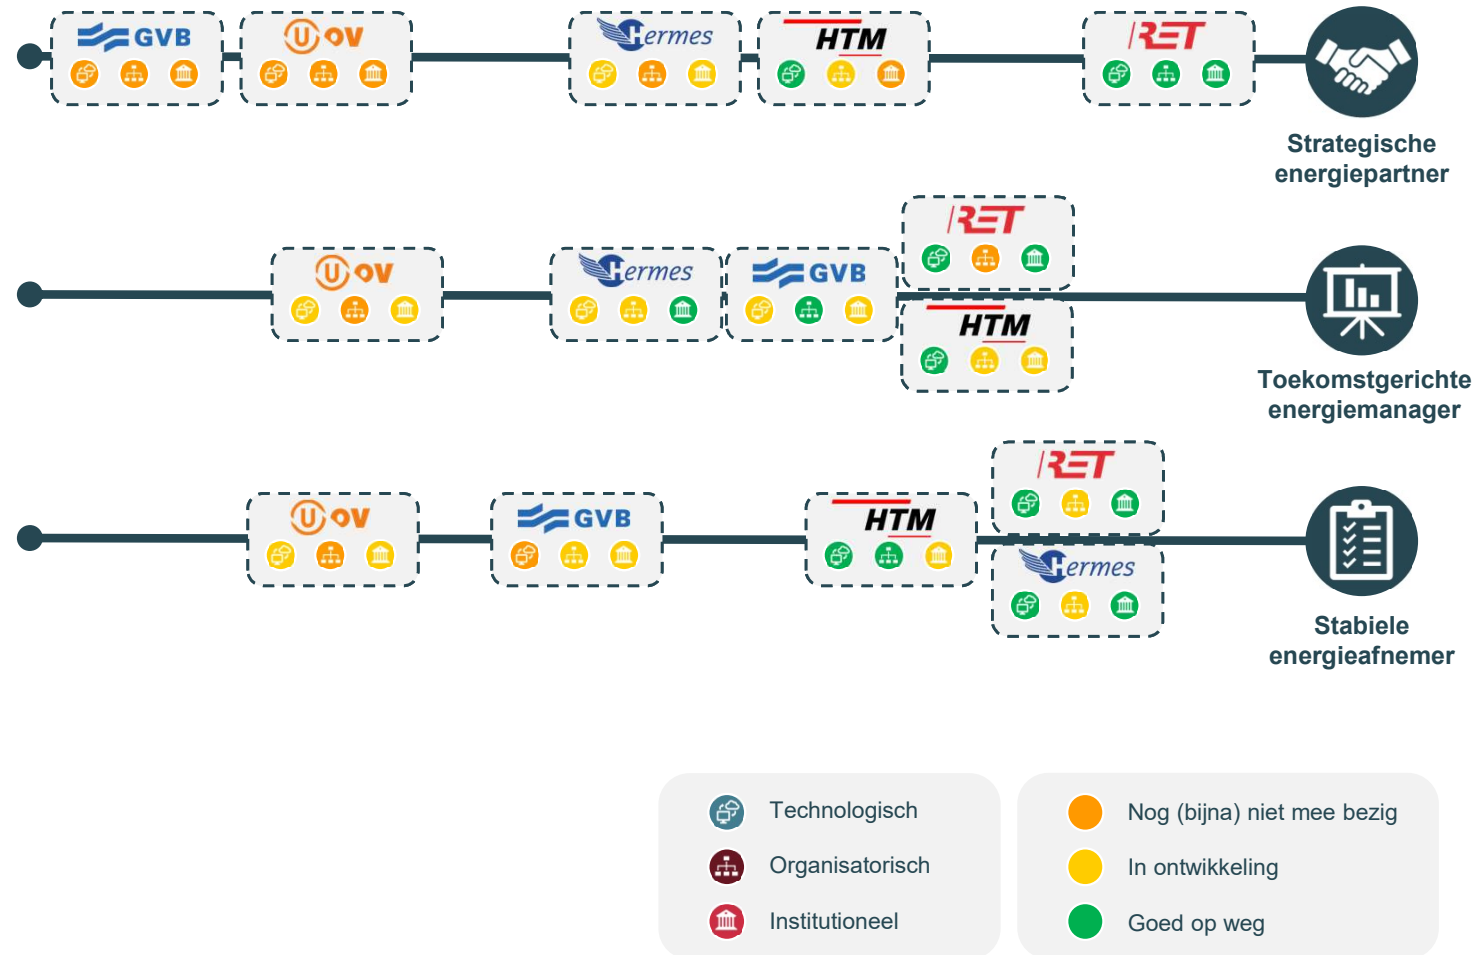 GVB
U OV
Hermes
HTM
RET
Strategische
energiepartner
RET
U OV
Hermes
GVB
HTM
Toekomstgerichte
energiemanager
RET
U OV
GVB
HTM
Hermes
Stabiele
energieafnemer
Technologisch
Organisatorisch
Institutioneel
Nog (bijna) niet mee bezig
In ontwikkeling
Goed op weg